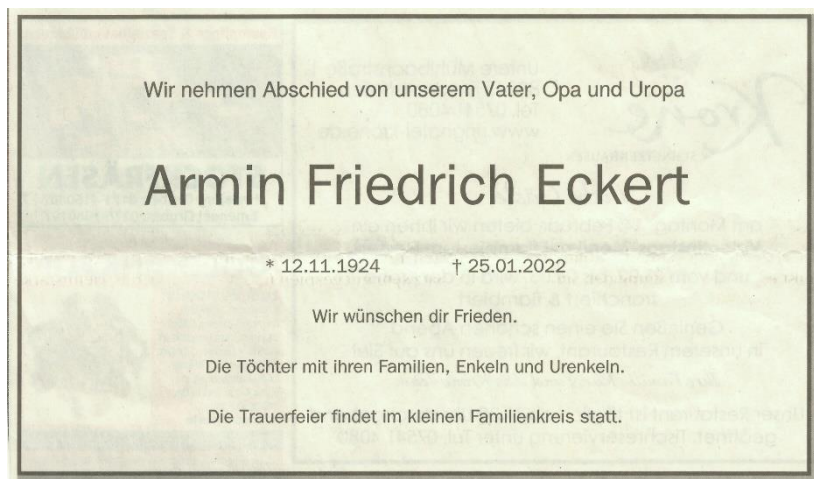 Wir nehmen Abschied von unserem Vater, Opa und Uropa
Armin Friedrich Eckert
* 12.11.1924 † 25.01.2022
Wir wünschen dir Frieden.
Die Töchter mit ihren Familien, Enkeln und Urenkeln.
Die Trauerfeier findet im kleinen Familienkreis statt.